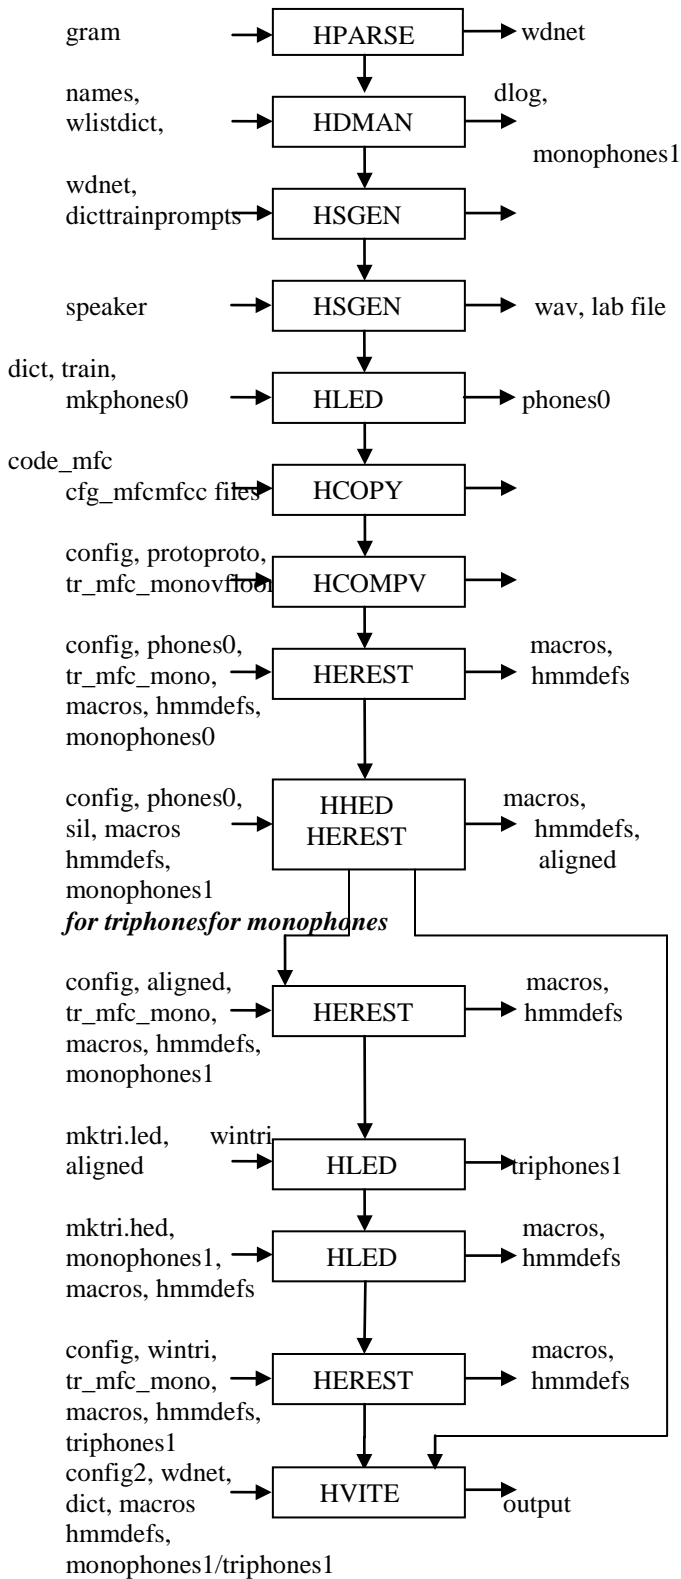 gram HPARSE wdnet
names, dlog,
wlistdict, HDMAN
monophones1
wdnet,
dicttrainprompts HSGEN
speaker HSGEN wav, lab file
dict, train,
mkphones0 HLED phones0
code_mfc
cfg_mfcmfcc files HCOPY
config, protoproto,
tr_mfc_monovfloor HCOMPV
config, phones0, macros,
tr_mfc_mono, HEREST hmmdefs
macros, hmmdefs,
monophones0
config, phones0, HHED macros,
sil, macros HEREST hmmdefs,
hmmdefs, aligned
monophones1
for triphonesfor monophones
config, aligned, macros,
tr_mfc_mono, HEREST hmmdefs
macros, hmmdefs,
monophones1
mktri.led, wintri
aligned HLED triphones1
mktri.hed, macros,
monophones1, HLED hmmdefs
macros, hmmdefs
config, wintri, macros,
tr_mfc_mono, HEREST hmmdefs
macros, hmmdefs,
triphones1
config2, wdnet,
dict, macros HVITE output
hmmdefs,
monophones1/triphones1